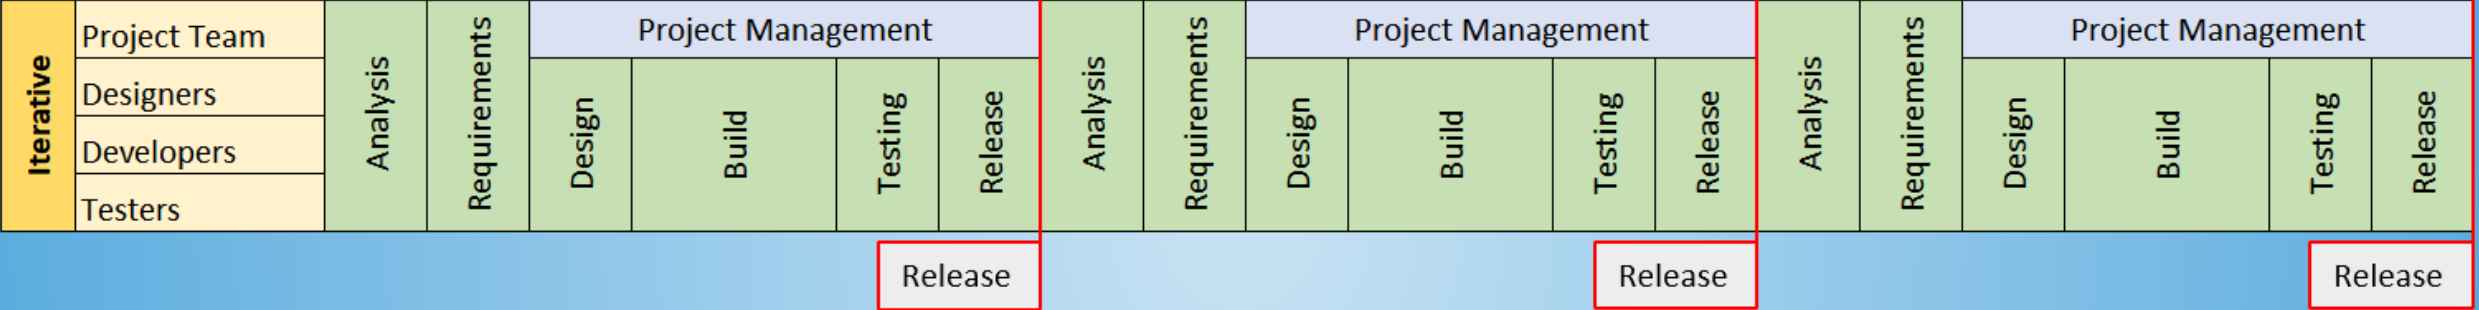 Iterative
Project Team
Designers
Developers
Testers
Analysis
Requirements
Project Management
Design
Build
Testing
Release
Release
Analysis
Requirements
Project Management
Design
Build
Testing
Release
Release
Analysis
Requirements
Project Management
Design
Build
Testing
Release
Release